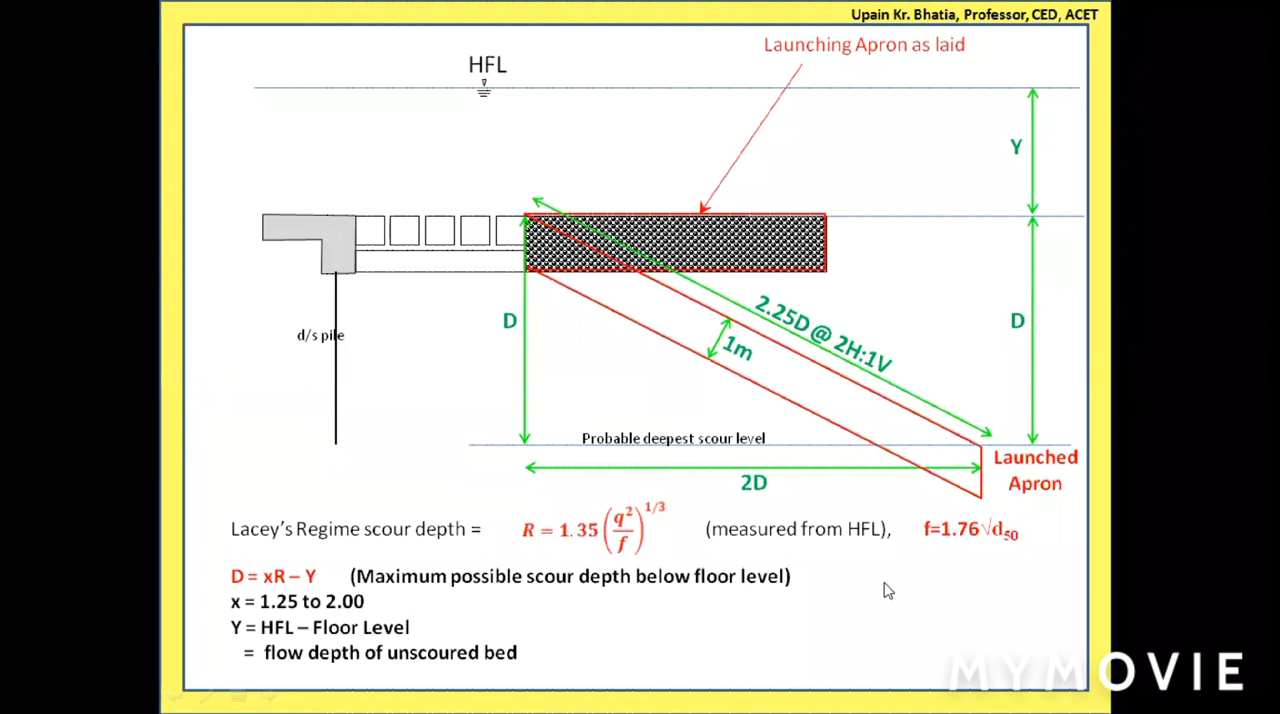 Upain Kr. Bhatia, Professor, CED, ACET
Launching Apron as laid
HFL
Y
D
D
d/s pile
2.25D @ 2H:1V
1m
Probable deepest scour level
2D
Launched
Apron
Lacey's Regime scour depth = R = 1.35 (q²/f)^1/3 (measured from HFL), f=1.76√d₅₀
D = xR – Y (Maximum possible scour depth below floor level)
x = 1.25 to 2.00
Y = HFL – Floor Level
= flow depth of unscoured bed
MYMOVIE